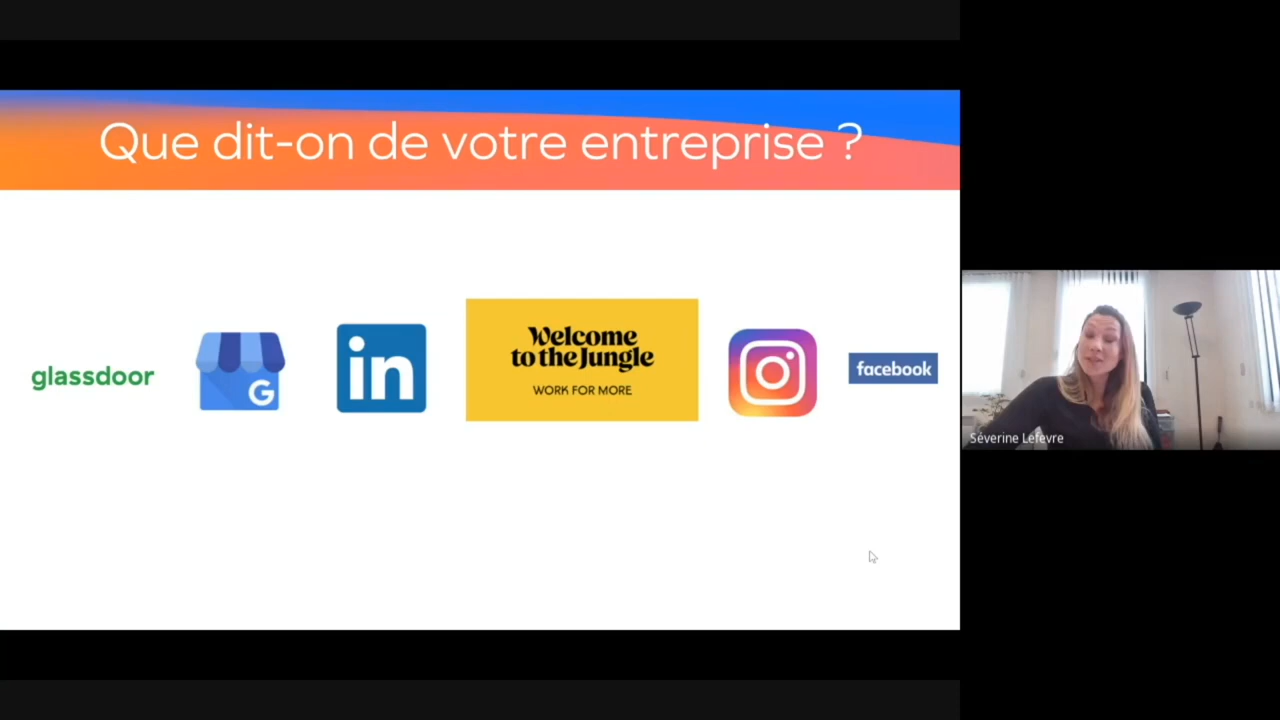 Que dit-on de votre entreprise ?
glassdoor
G
in
Welcome
to the Jungle
WORK FOR MORE
facebook
Séverine Lefevre